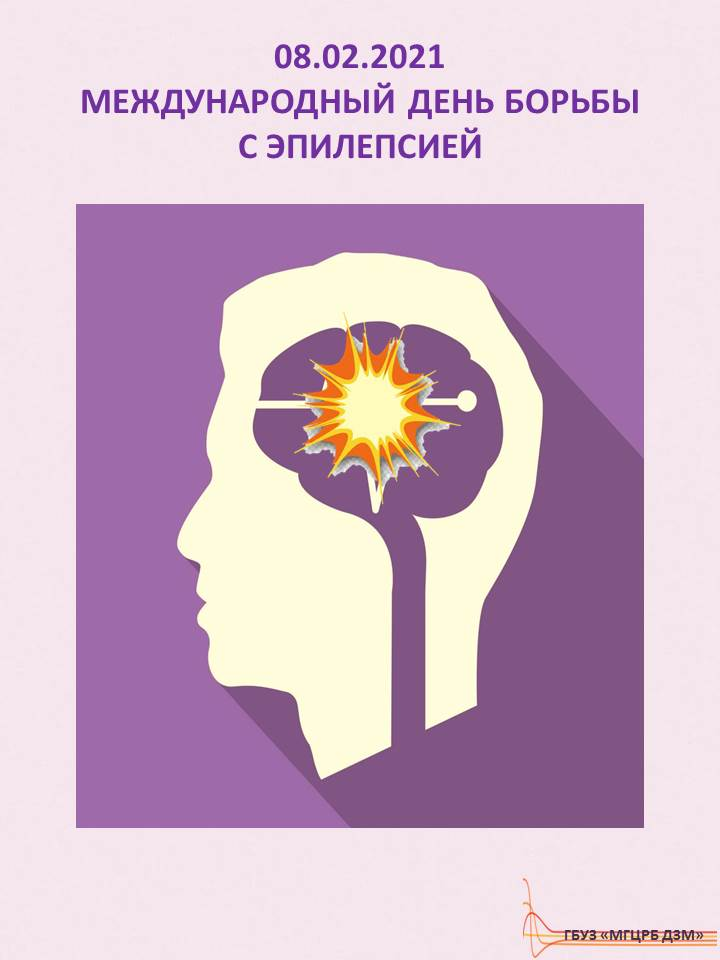 08.02.2021
МЕЖДУНАРОДНЫЙ ДЕНЬ БОРЬБЫ
С ЭПИЛЕПСИЕЙ
ГБУЗ «МГЦРБ ДЗМ»